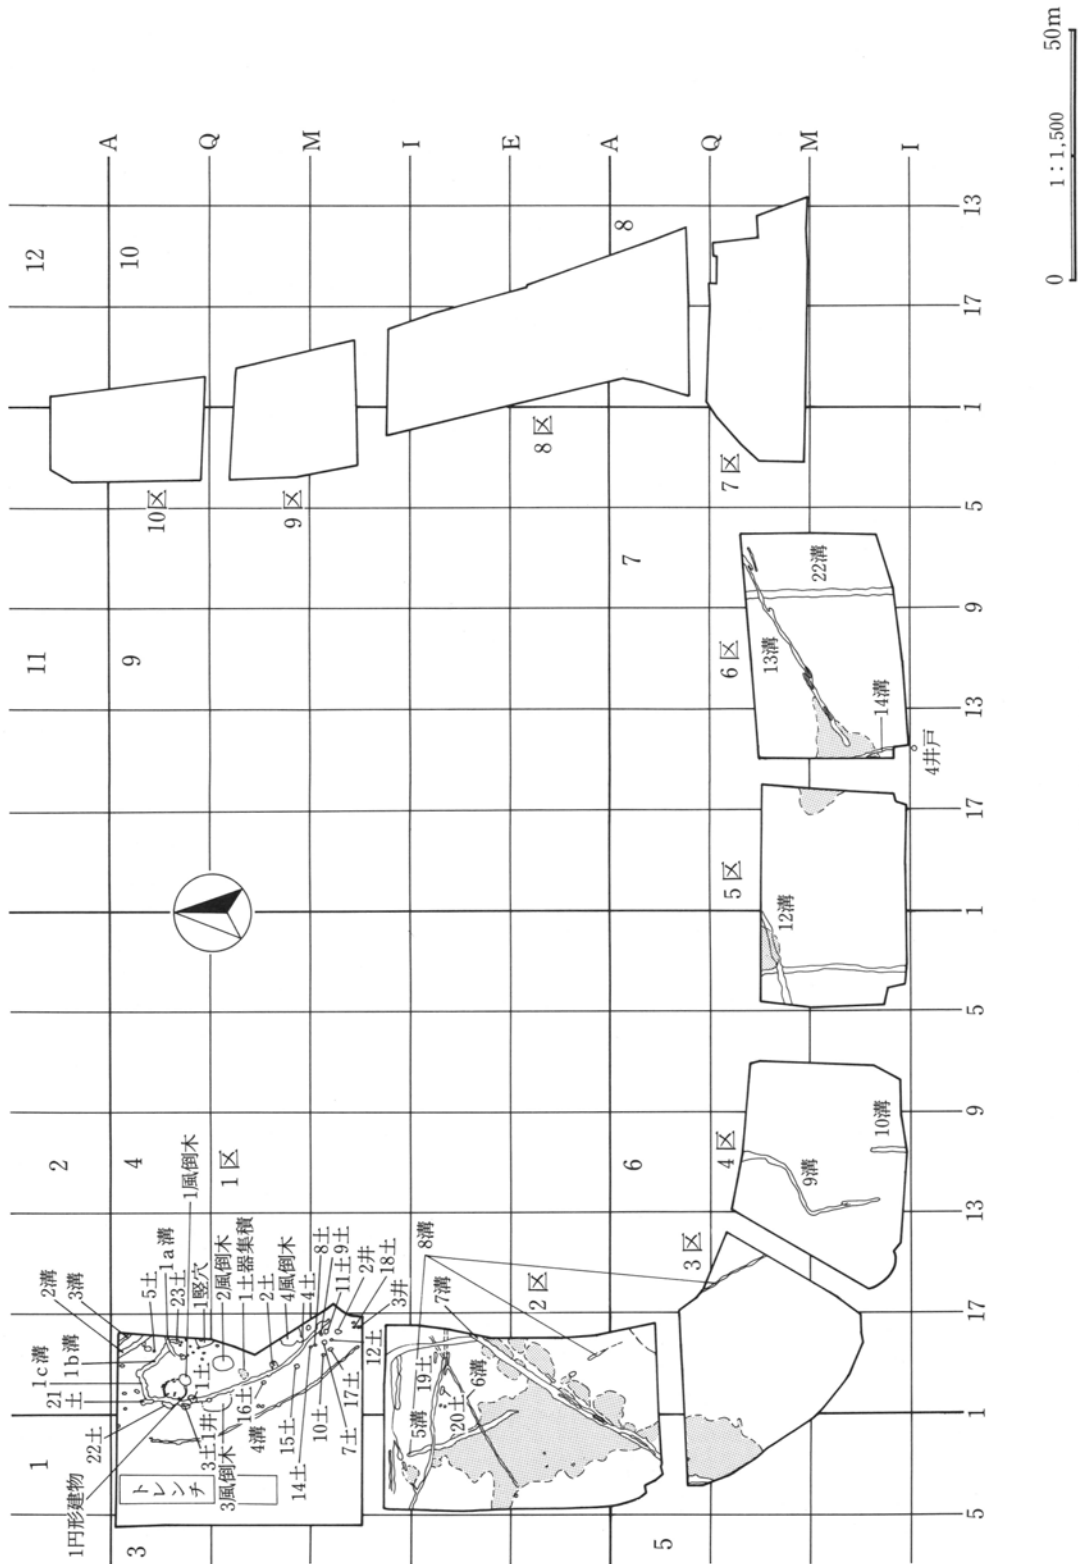 12
11
2
1
A
10
9
4
3
Q
M
I
E
A
Q
M
I
8
7
6
5
13
17
1
5
9
13
17
1
5
9
13
17
1
5
10区
9区
8区
7区
6区
5区
4区
3区
2区
1区
2溝
3溝
5土
1a溝
23土
1竪穴
1風倒木
2風倒木
1土器集積
2土
4風倒木
4土
8土
9土
11土
2井
18土
3井
12土
17土
7土
10土
14土
15土
4溝
16土
1土
1c溝
1b溝
21土
22土
1円形建物
3土
1井
3風倒木
トレンチ
8溝
7溝
19土
5溝
20土
6溝
9溝
10溝
12溝
13溝
22溝
14溝
4井戸
0 1:1,500 50m